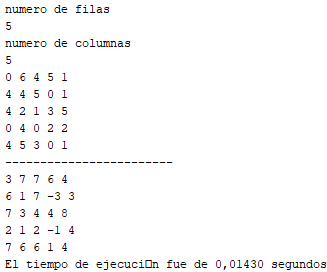 numero de filas
5
numero de columnas
5
0 6 4 5 1
4 4 5 0 1
4 2 1 3 5
0 4 0 2 2
4 5 3 0 1
------------------------
3 7 7 6 4
6 1 7 -3 3
7 3 4 4 8
2 1 2 -1 4
7 6 6 1 4
El tiempo de ejecuci□n fue de 0,01430 segundos